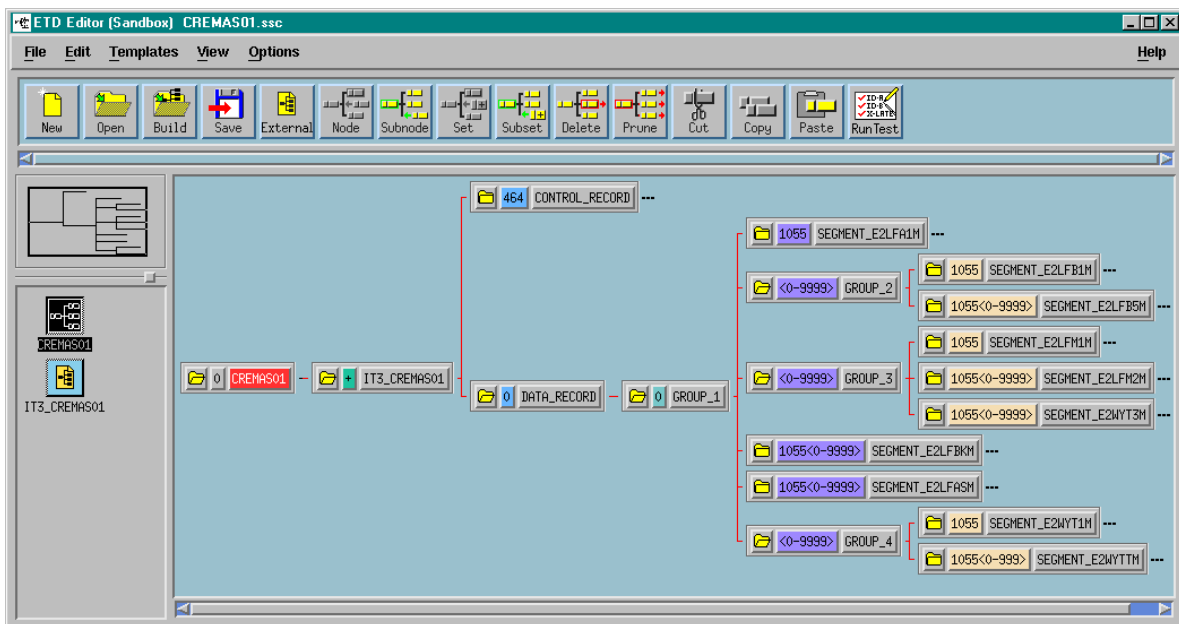 ETD Editor (Sandbox) CREMAS01.ssc
File Edit Templates View Options Help
New Open Build Save External Node Subnode Set Subset Delete Prune Cut Copy Paste RunTest
464 CONTROL_RECORD ---
1055 SEGMENT_E2LFA1M ---
1055 SEGMENT_E2LFB1M ---
<0-9999> GROUP_2
1055<0-9999> SEGMENT_E2LFB5M ---
CREMAS01
1055 SEGMENT_E2LFM1M ---
0 CREMAS01 + IT3_CREMAS01
<0-9999> GROUP_3
1055<0-9999> SEGMENT_E2LFM2M ---
0 DATA_RECORD 0 GROUP_1
IT3_CREMAS01
1055<0-9999> SEGMENT_E2WYT3M ---
1055<0-9999> SEGMENT_E2LFBKM ---
1055<0-9999> SEGMENT_E2LFASM ---
1055 SEGMENT_E2WYT1M ---
<0-9999> GROUP_4
1055<0-999> SEGMENT_E2WYTTM ---